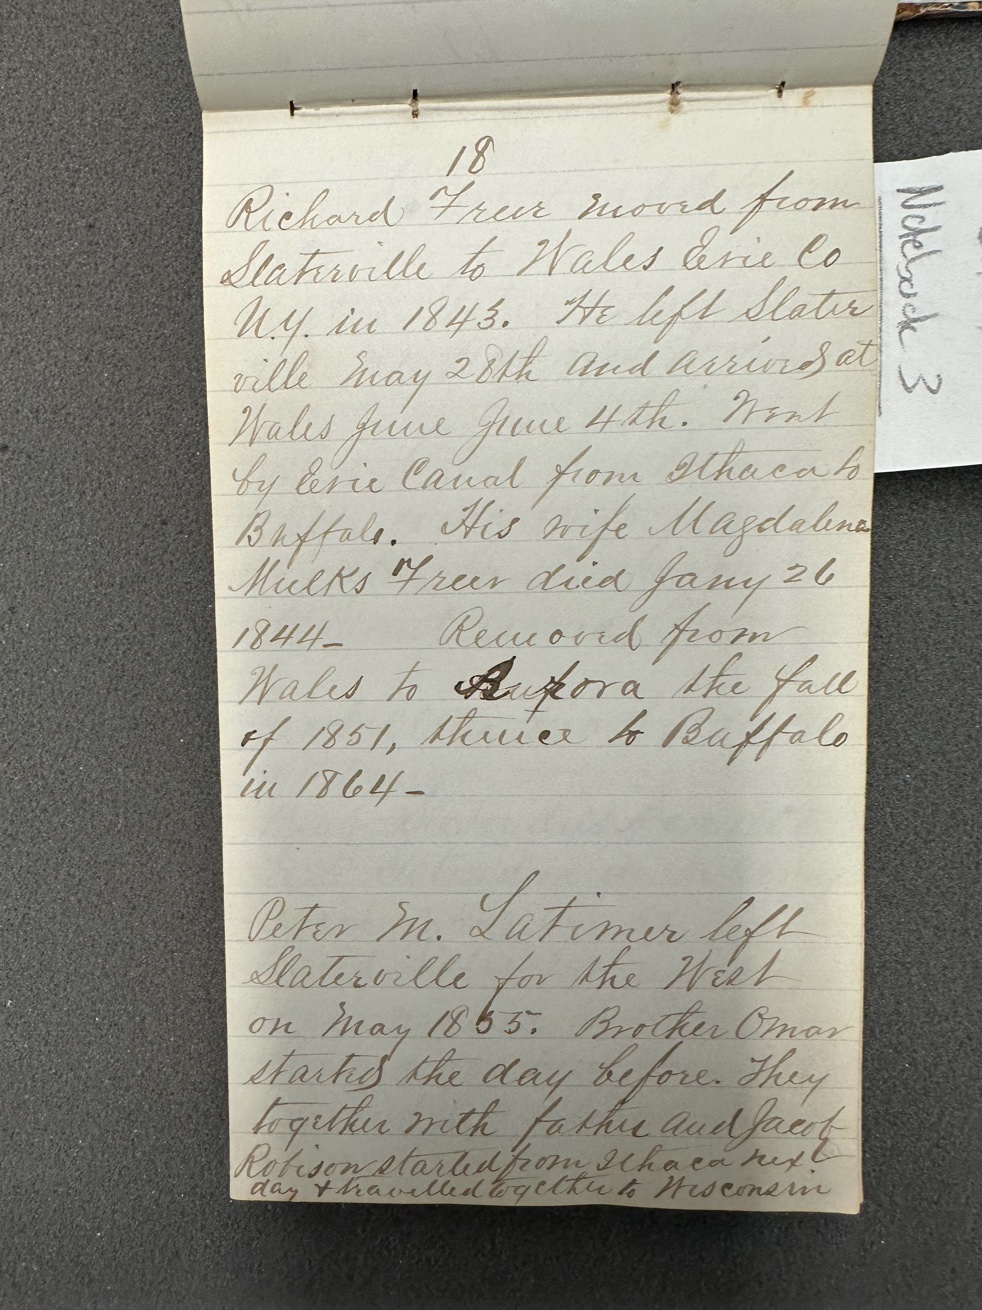 18
Richard Freer moved from
Slaterville to Wales Erie Co
N.Y. in 1843. He left Slater
ville May 28th and arrived at
Wales June June 4th. Went
by Erie Canal from Ithaca to
Buffalo. His wife Magdalena
Mulks Freer died Jany 26
1844— Removed from
Wales to Aurora the fall
of 1851, thence to Buffalo
in 1864—
Peter M. Latimer left
Slaterville for the West
on May 1855. Brother Omar
started the day before. They
together with father and Jacob
Robison started from Ithaca next
day + travelled together to Wisconsin
Notebook 3